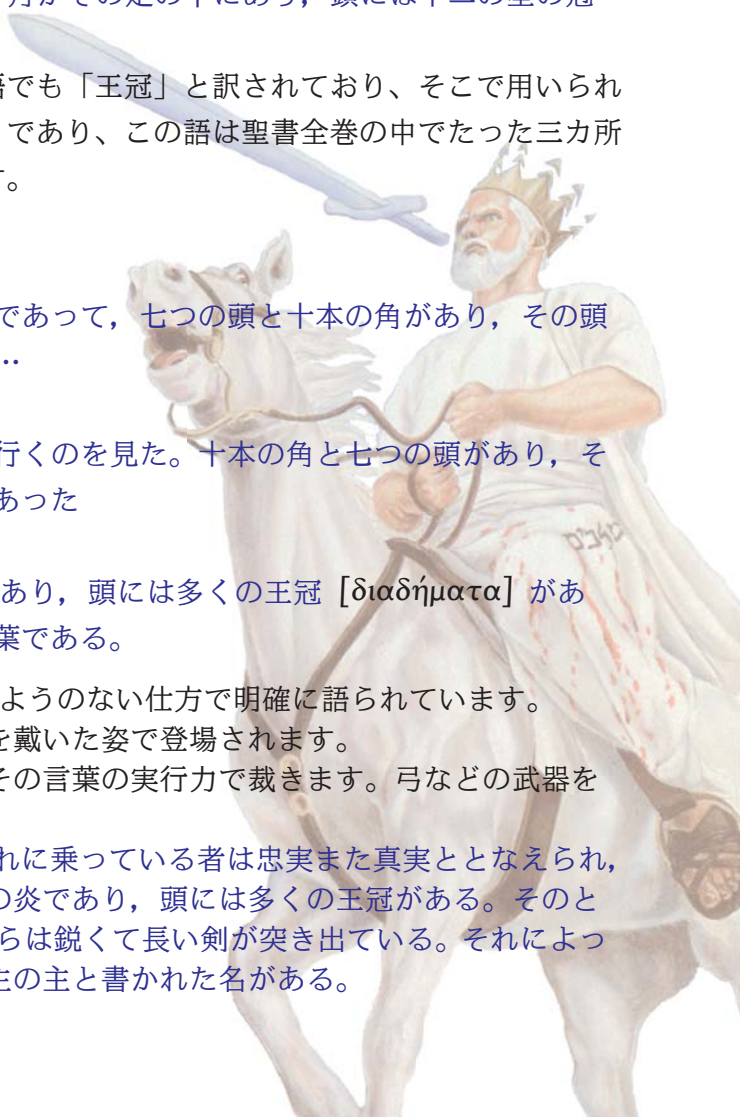 月がその足の下にあり，頭には十二の星の冠
語でも「王冠」と訳されており、そこで用いられ
であり、この語は聖書全巻の中でたった三カ所
す。
であって，七つの頭と十本の角があり，その頭
…
行くのを見た。十本の角と七つの頭があり，そ
あった
あり，頭には多くの王冠 [διαδήματα] があ
葉である。
ようのない仕方で明確に語られています。
を戴いた姿で登場されます。
その言葉の実行力で裁きます。弓などの武器を
れに乗っている者は忠実また真実ととなえられ，
の炎であり，頭には多くの王冠がある。そのと
らは鋭くて長い剣が突き出ている。それによっ
主の主と書かれた名がある。